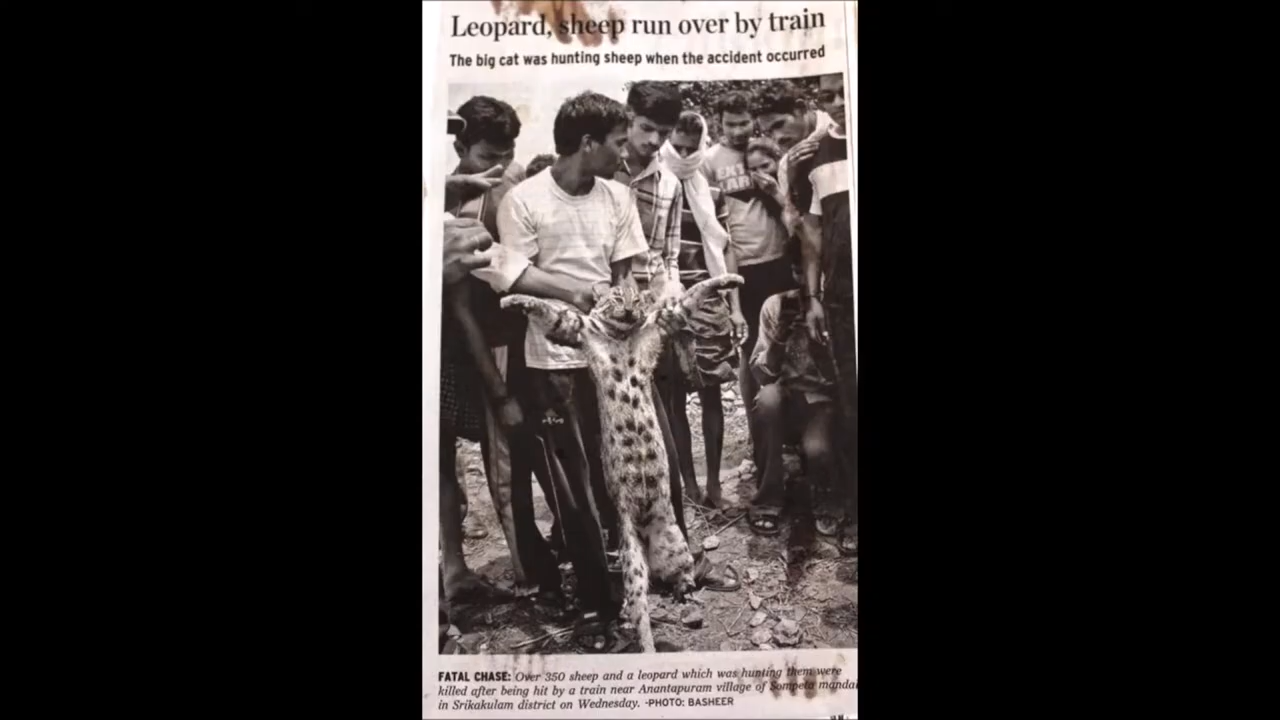 Leopard, sheep run over by train
The big cat was hunting sheep when the accident occurred
EXT
AR
FATAL CHASE: Over 350 sheep and a leopard which was hunting them were
killed after being hit by a train near Anantapuram village of Sompeta mandal
in Srikakulam district on Wednesday. -PHOTO: BASHEER